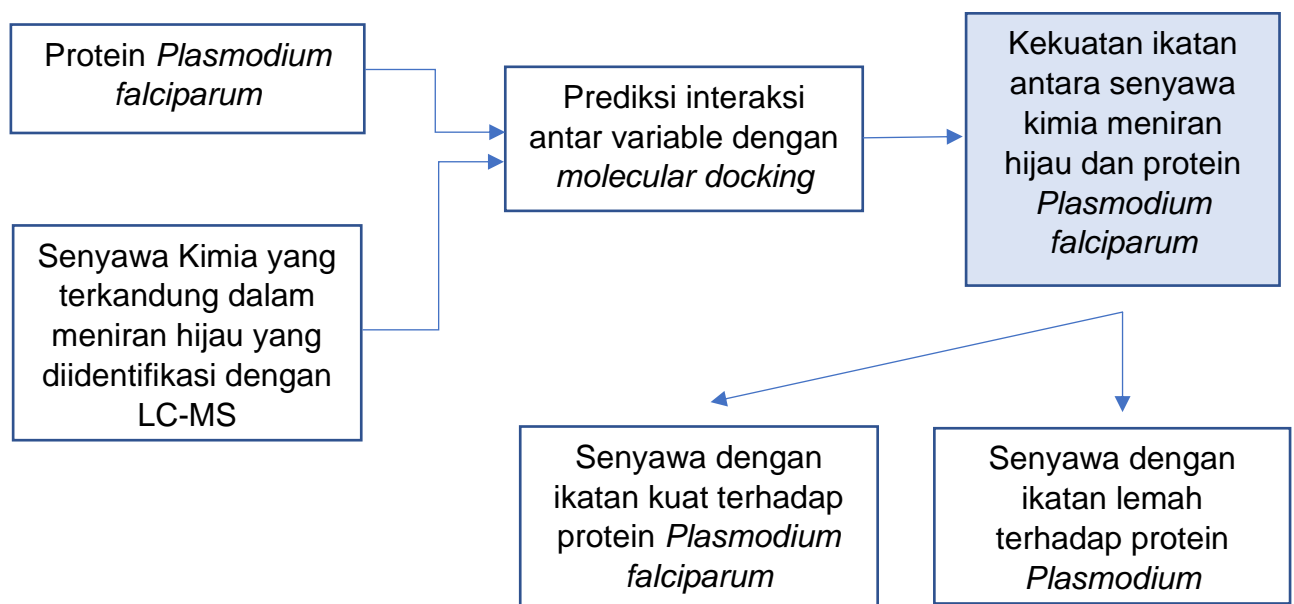 Protein Plasmodium
falciparum
Senyawa Kimia yang
terkandung dalam
meniran hijau yang
diidentifikasi dengan
LC-MS
Prediksi interaksi
antar variable dengan
molecular docking
Kekuatan ikatan
antara senyawa
kimia meniran
hijau dan protein
Plasmodium
falciparum
Senyawa dengan
ikatan kuat terhadap
protein Plasmodium
falciparum
Senyawa dengan
ikatan lemah
terhadap protein
Plasmodium